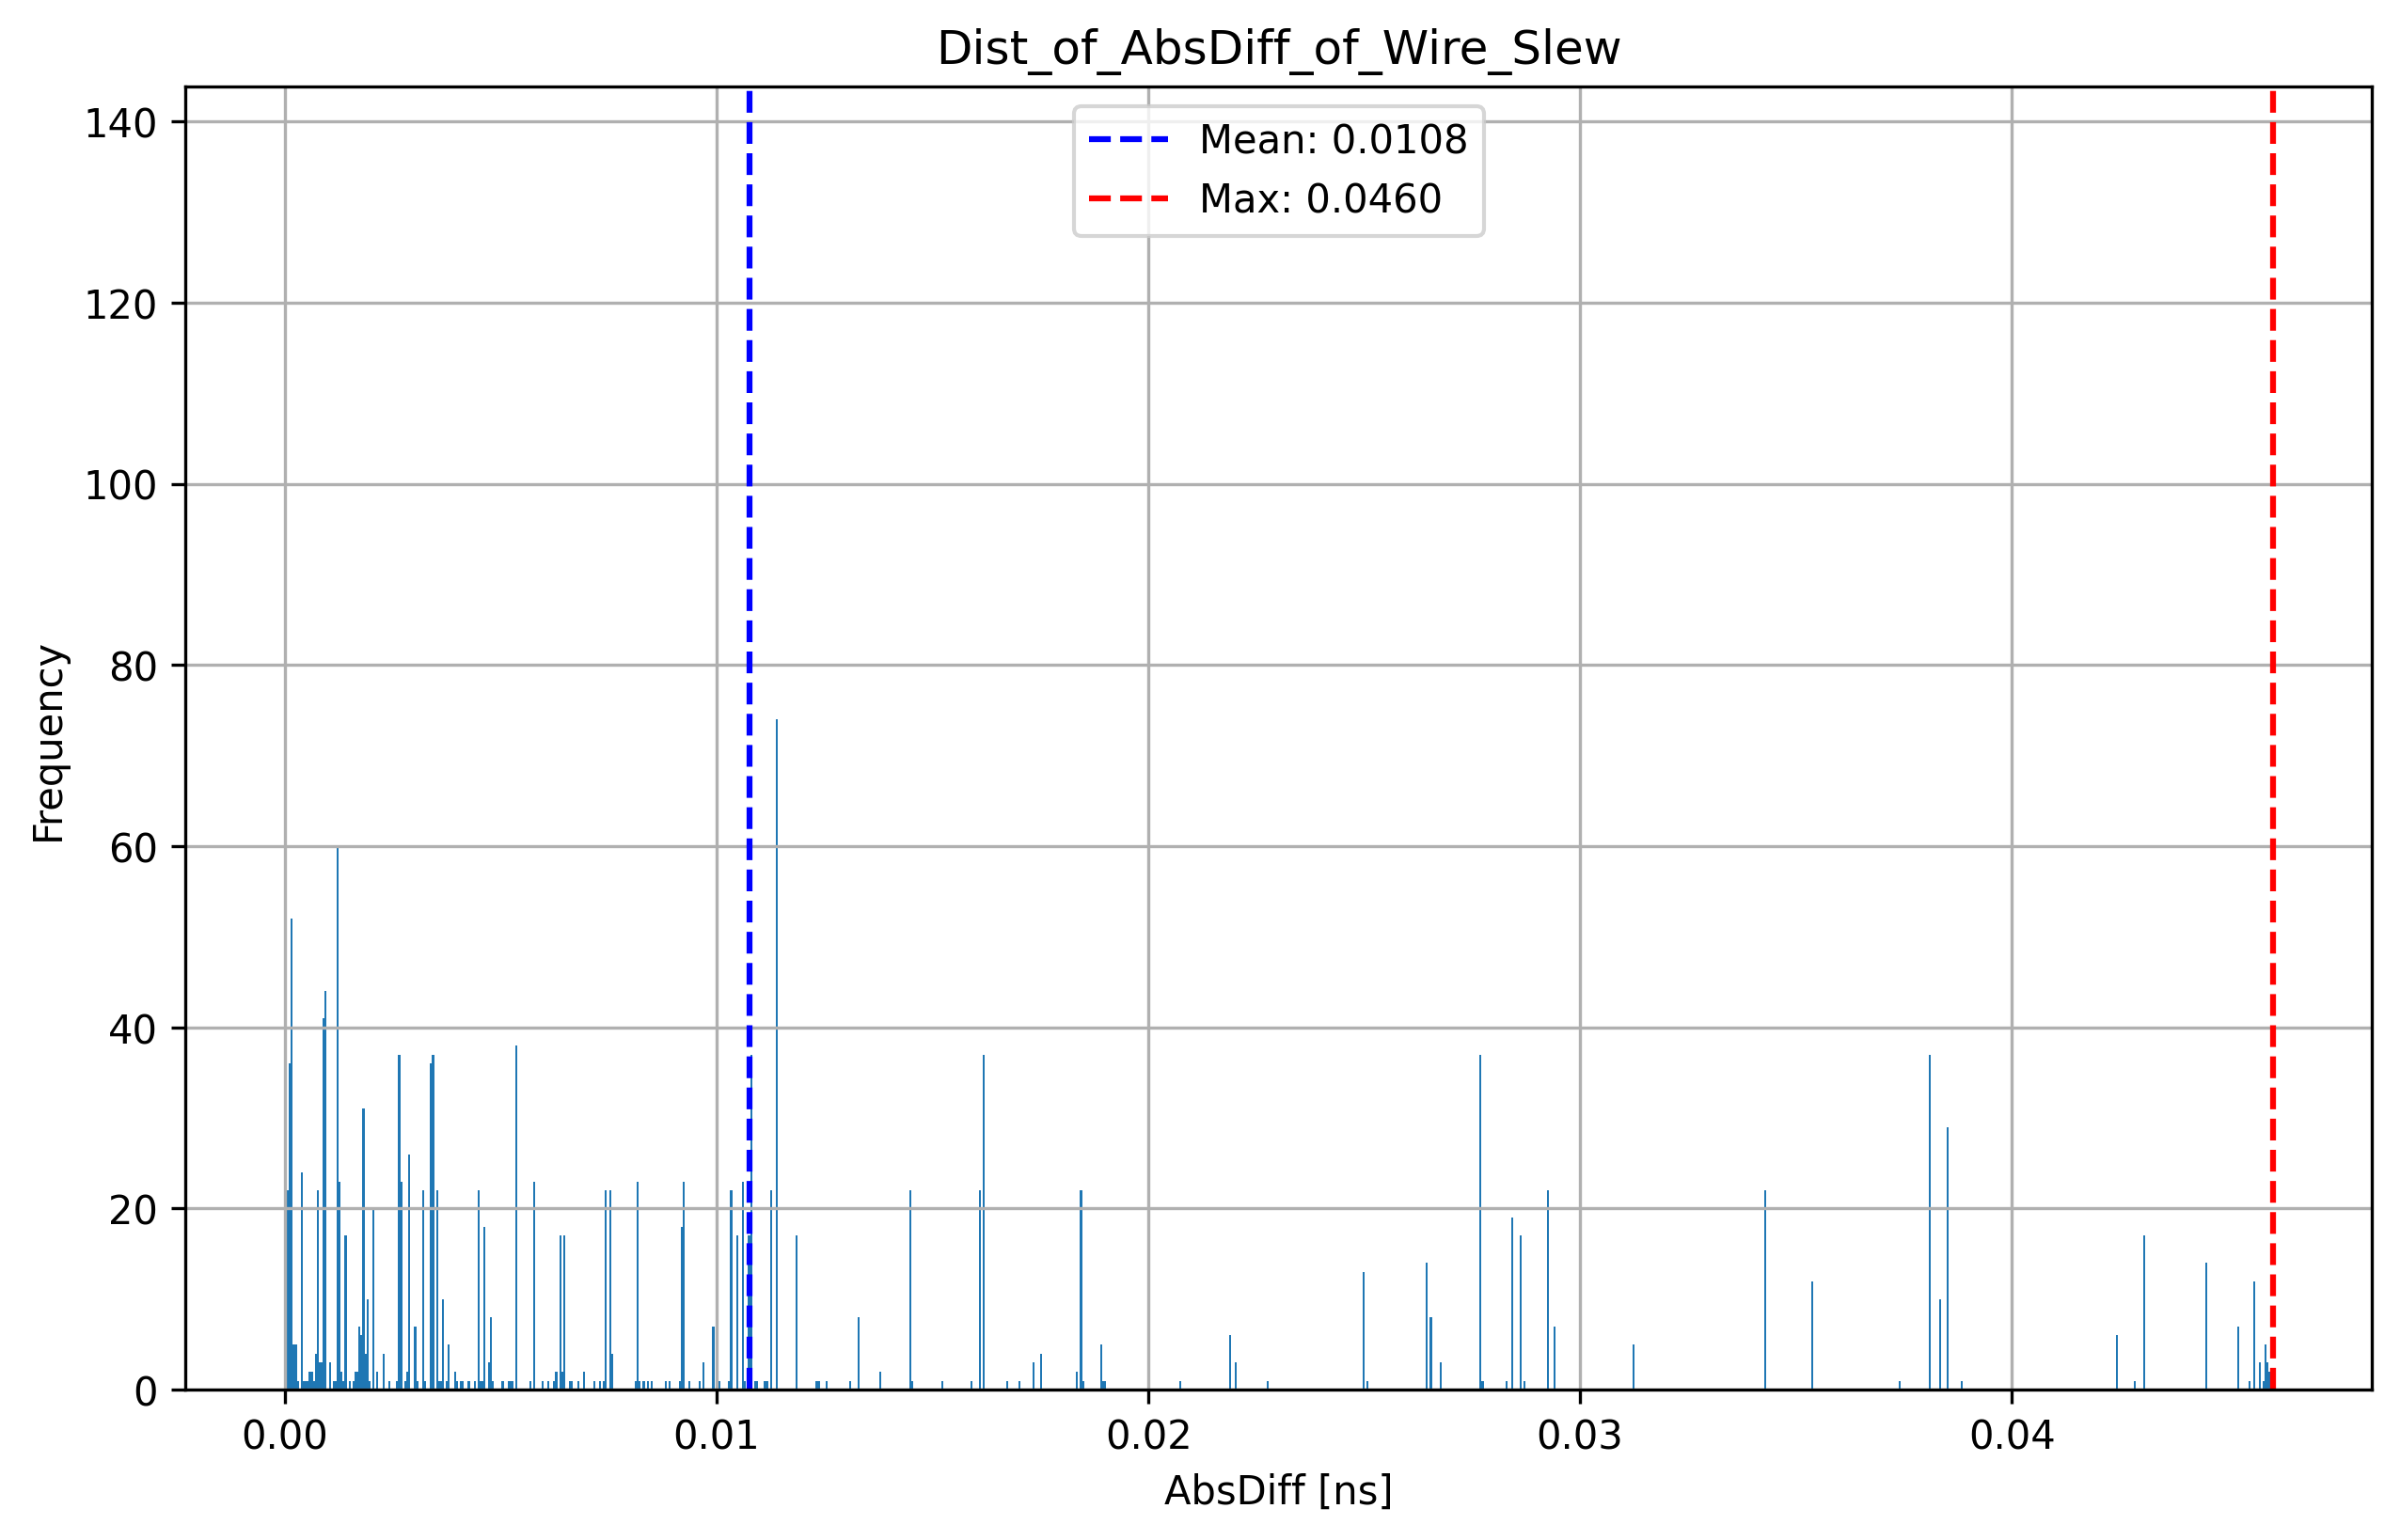 Dist_of_AbsDiff_of_Wire_Slew
Mean: 0.0108
Max: 0.0460
Frequency
140
120
100
80
60
40
20
0
0.00 0.01 0.02 0.03 0.04
AbsDiff [ns]